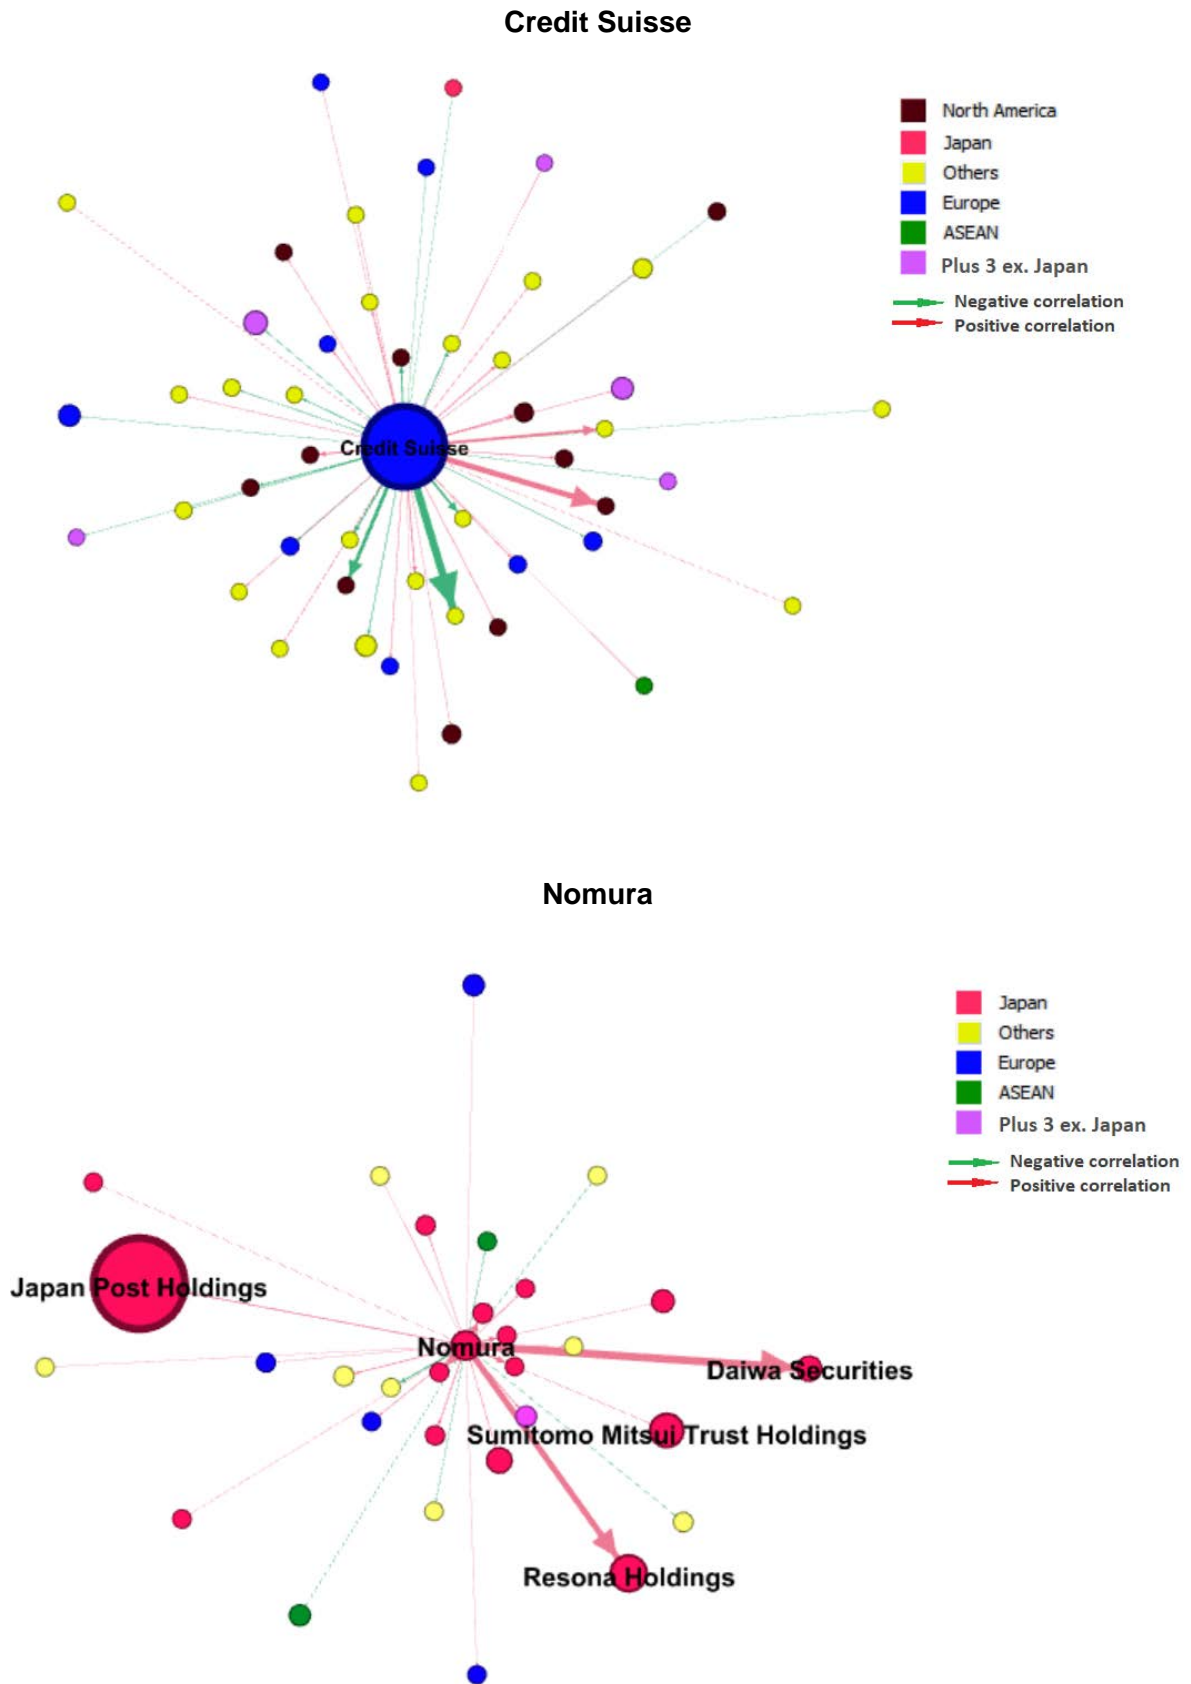 Credit Suisse
North America
Japan
Others
Europe
ASEAN
Plus 3 ex. Japan
Negative correlation
Positive correlation
Credit Suisse
Nomura
Japan
Others
Europe
ASEAN
Plus 3 ex. Japan
Negative correlation
Positive correlation
Japan Post Holdings
Nomura
Daiwa Securities
Sumitomo Mitsui Trust Holdings
Resona Holdings